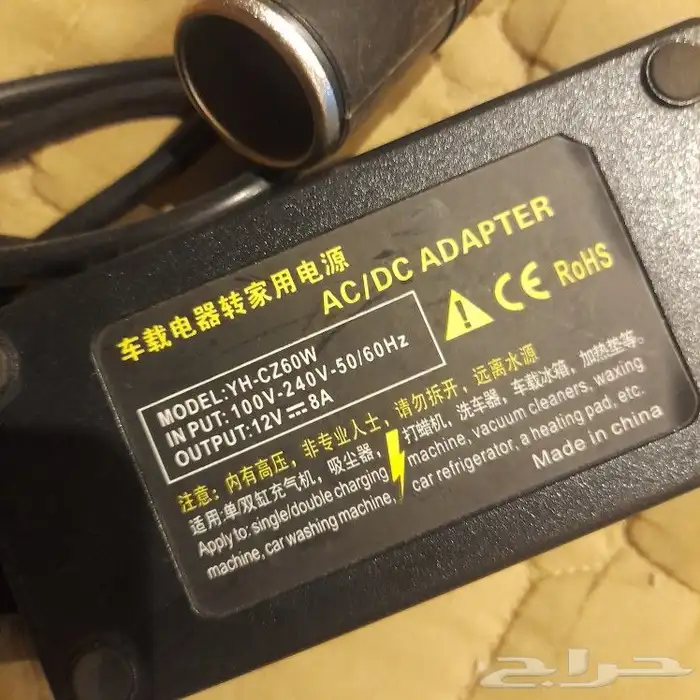 车载电器转家用电源
AC/DC ADAPTER
MODEL:YH-CZ60W
INPUT:100V-240V-50/60Hz
OUTPUT:12V⎓8A
CE RoHS
注意：内有高压，非专业人士，请勿拆开，远离水源
适用:单双缸充气机，吸尘器，打蜡机，洗车器，车载冰箱，加热垫等。
Apply to: single/double charging machine, vacuum cleaners, waxing
machine, car washing machine, car refrigerator, a heating pad, etc.
Made in china
حراج